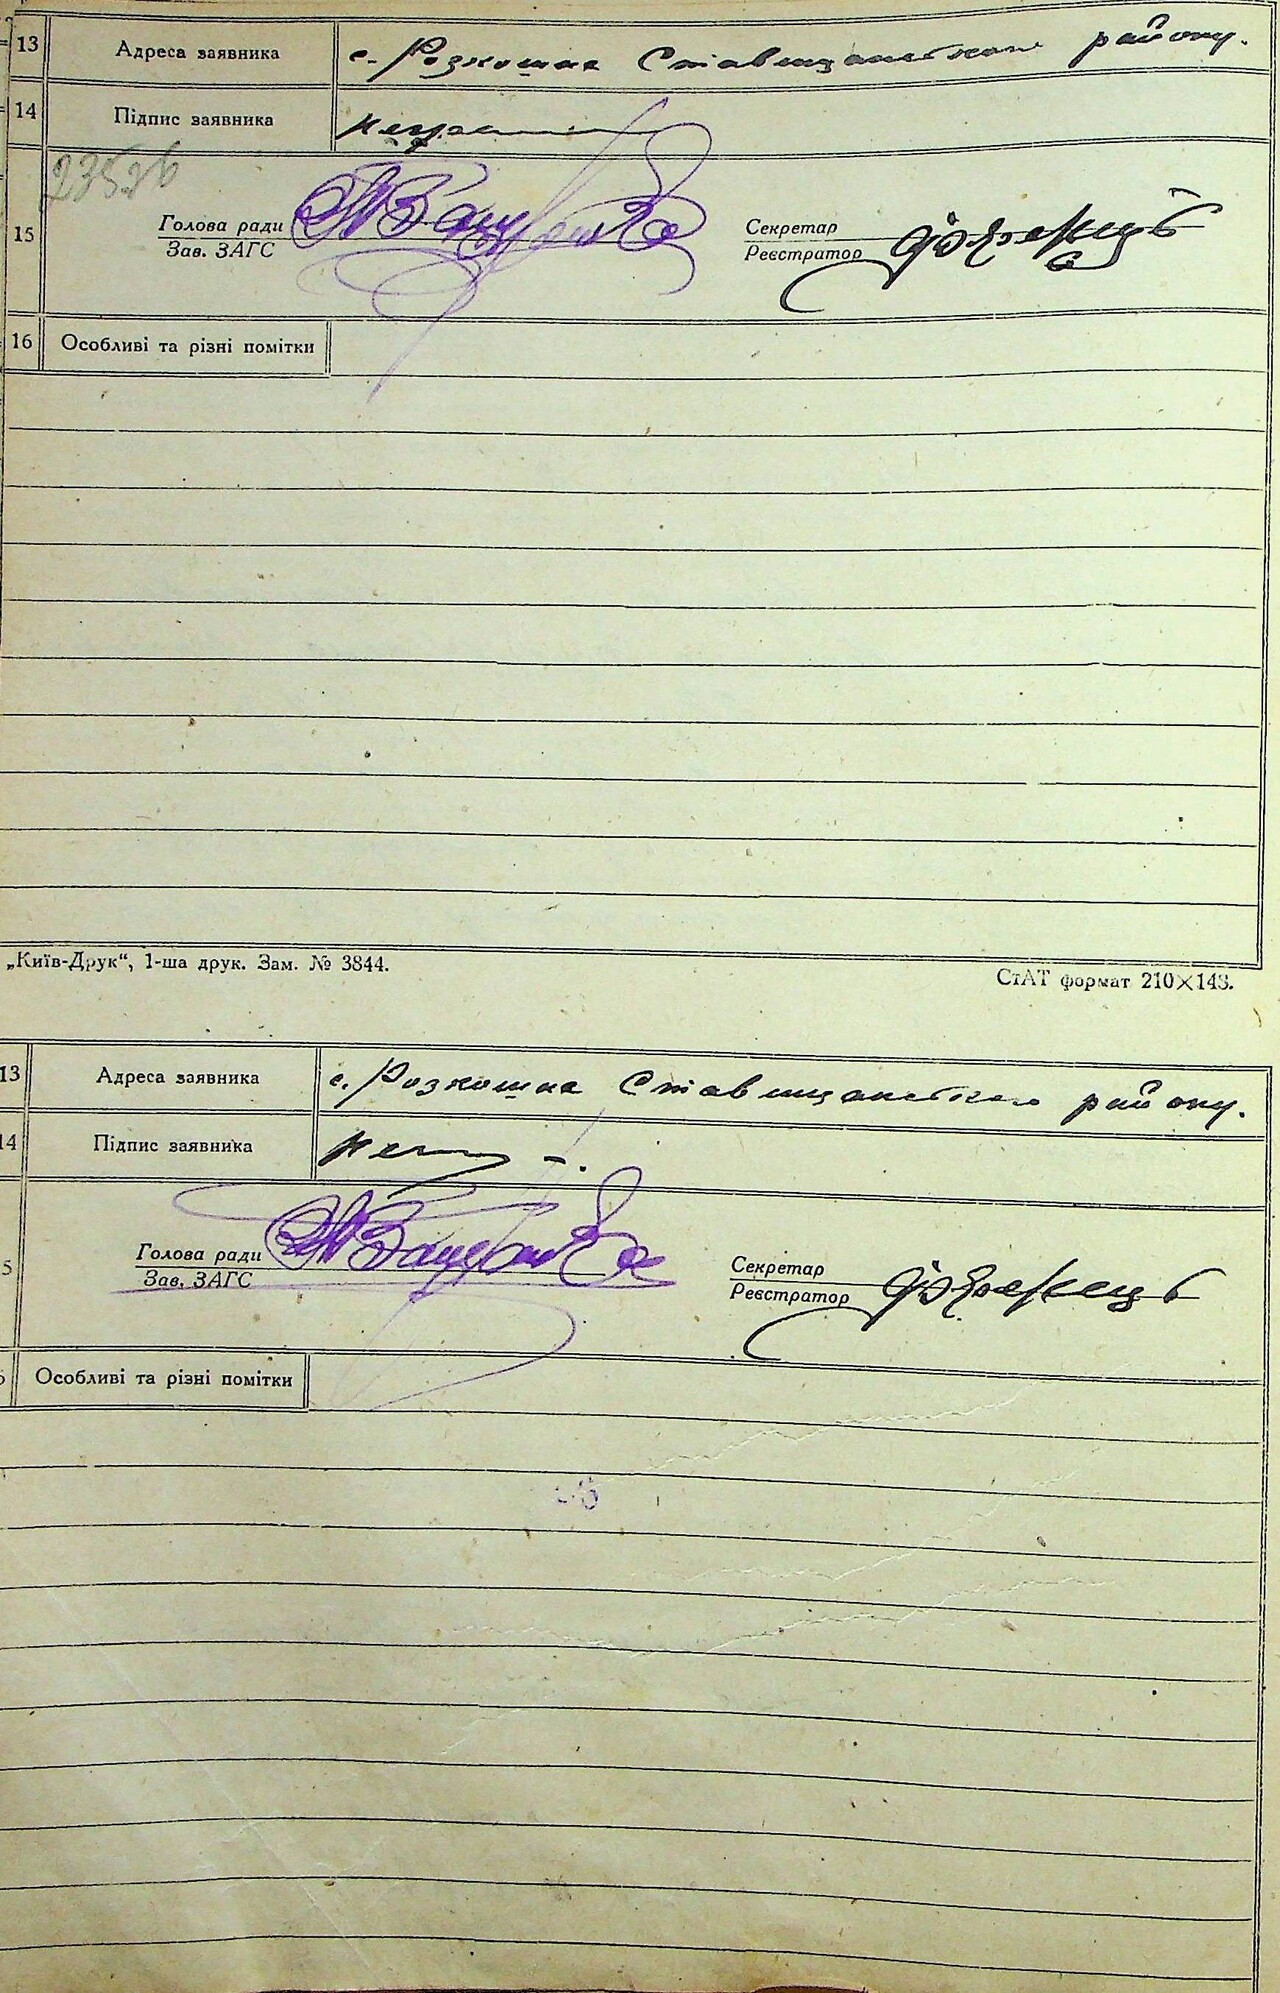 13 Адреса заявника с. Розкошна Ставищанського району.
14 Підпис заявника
15 Голова ради
Зав. ЗАГС
Секретар
Реєстратор
16 Особливі та різні помітки
„Київ-Друк“, 1-ша друк. Зам. № 3844.
СтАТ формат 210×148.
13 Адреса заявника с. Розкошна Ставищанського району.
14 Підпис заявника
5 Голова ради
Зав. ЗАГС
Секретар
Реєстратор
Особливі та різні помітки